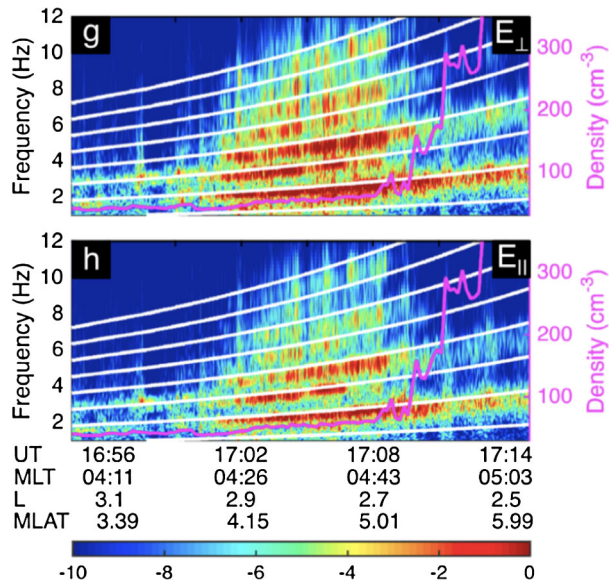 g
E⊥
12
10
8
6
4
2
Frequency (Hz)
300
200
100
Density (cm-3)
h
E||
12
10
8
6
4
2
Frequency (Hz)
300
200
100
Density (cm-3)
UT 16:56 17:02 17:08 17:14
MLT 04:11 04:26 04:43 05:03
L 3.1 2.9 2.7 2.5
MLAT 3.39 4.15 5.01 5.99
-10 -8 -6 -4 -2 0